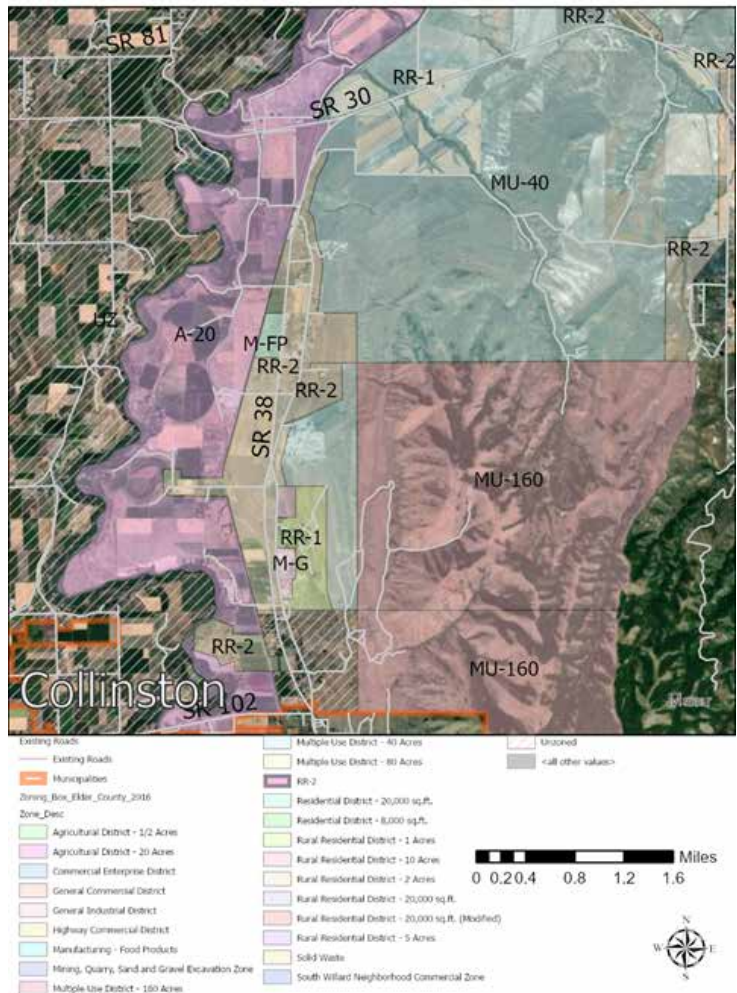 SR 81
RR-2
RR-2
RR-1
SR 30
MU-40
RR-2
UZ
A-20
M-FP
RR-2
RR-2
SR 38
MU-160
RR-1
M-G
RR-2
MU-160
Collinston
SR 102
Existing Roads
Existing Roads
Municipalities
Zoning_Box_Elder_County_2016
Zone_Desc
Agricultural District - 1/2 Acres
Agricultural District - 20 Acres
Commercial Enterprise District
General Commercial District
General Industrial District
Highway Commercial District
Manufacturing - Food Products
Mining, Quarry, Sand and Gravel Excavation Zone
Multiple Use District - 160 Acres
Multiple Use District - 40 Acres
Multiple Use District - 80 Acres
RR-2
Residential District - 20,000 sq.ft.
Residential District - 8,000 sq.ft.
Rural Residential District - 1 Acres
Rural Residential District - 10 Acres
Rural Residential District - 2 Acres
Rural Residential District - 20,000 sq.ft.
Rural Residential District - 20,000 sq.ft. (Modified)
Rural Residential District - 5 Acres
Solid Waste
South Willard Neighborhood Commercial Zone
Unzoned
<all other values>
Miles
0 0.2 0.4 0.8 1.2 1.6
N
W E
S